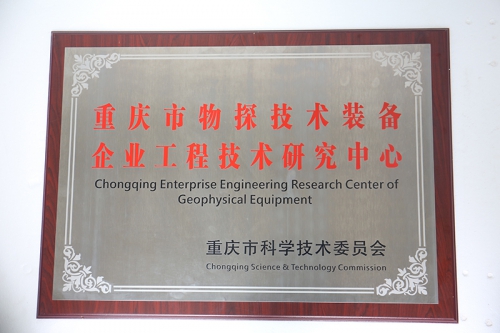 重庆市物探技术装备
企业工程技术研究中心
Chongqing Enterprise Engineering Research Center of
Geophysical Equipment
重庆市科学技术委员会
Chongqing Science & Technology Commission